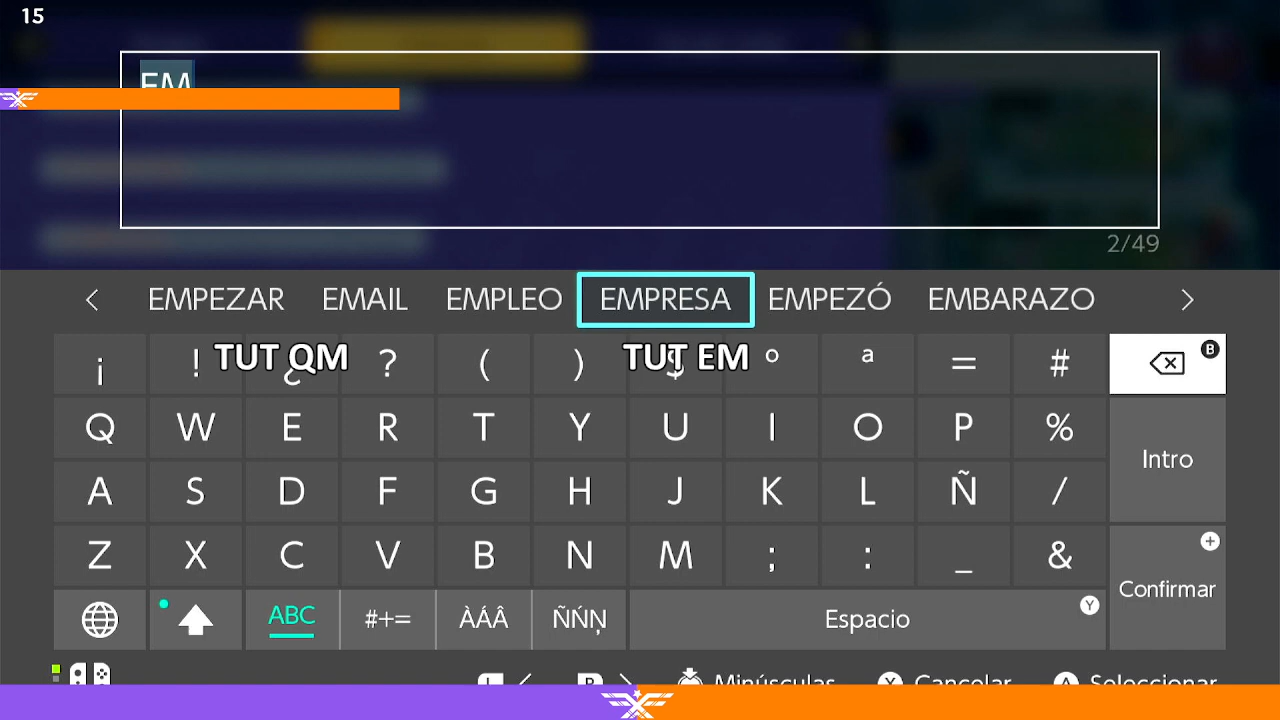 15
EM
2/49
EMPEZAR EMAIL EMPLEO EMPRESA EMPEZÓ EMBARAZO
TUT QM TUT EM
¡ ! ¿ ? ( ) $ º ª = # B
Q W E R T Y U I O P %
Intro
A S D F G H J K L Ñ /
Z X C V B N M ; : _ &
Confirmar
ABC #+= ÀÁÂ ÑŃŅ Espacio Y
L R Minúsculas Y Cancelar A Seleccionar